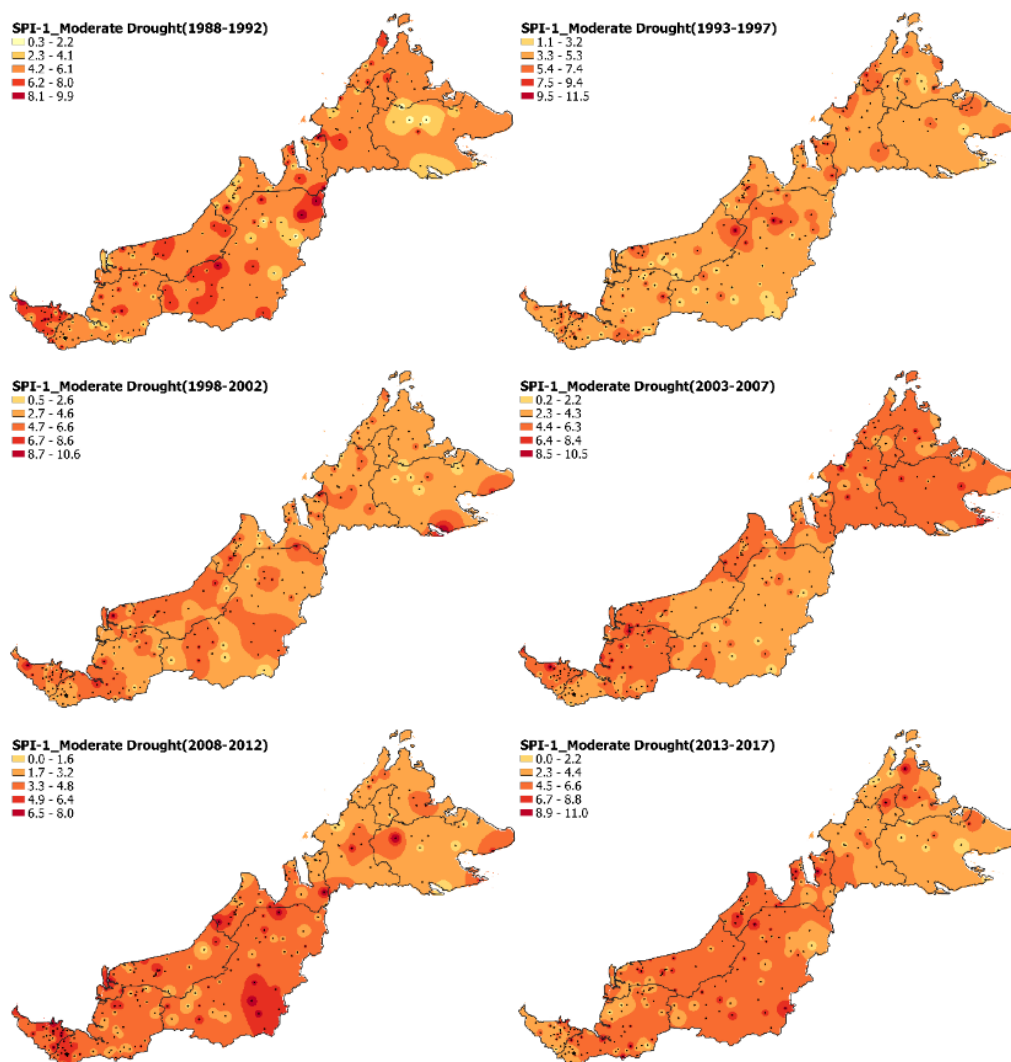 SPI-1_Moderate Drought(1988-1992)
0.3 - 2.2
2.3 - 4.1
4.2 - 6.1
6.2 - 8.0
8.1 - 9.9
SPI-1_Moderate Drought(1993-1997)
1.1 - 3.2
3.3 - 5.3
5.4 - 7.4
7.5 - 9.4
9.5 - 11.5
SPI-1_Moderate Drought(1998-2002)
0.5 - 2.6
2.7 - 4.6
4.7 - 6.6
6.7 - 8.6
8.7 - 10.6
SPI-1_Moderate Drought(2003-2007)
0.2 - 2.2
2.3 - 4.3
4.4 - 6.3
6.4 - 8.4
8.5 - 10.5
SPI-1_Moderate Drought(2008-2012)
0.0 - 1.6
1.7 - 3.2
3.3 - 4.8
4.9 - 6.4
6.5 - 8.0
SPI-1_Moderate Drought(2013-2017)
0.0 - 2.2
2.3 - 4.4
4.5 - 6.6
6.7 - 8.8
8.9 - 11.0